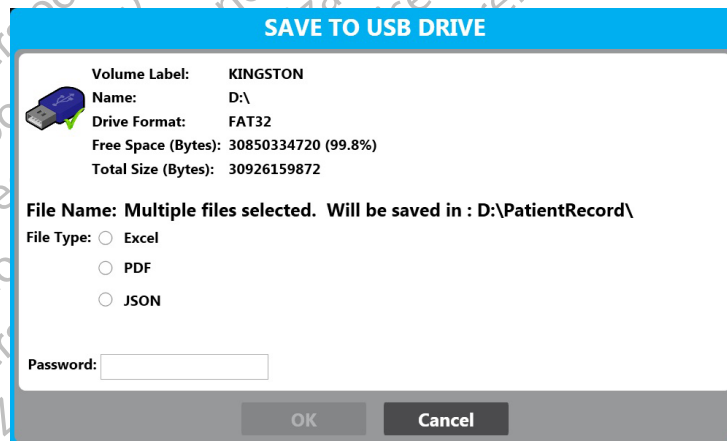 SAVE TO USB DRIVE
Volume Label: KINGSTON
Name: D:\
Drive Format: FAT32
Free Space (Bytes): 30850334720 (99.8%)
Total Size (Bytes): 30926159872
File Name: Multiple files selected. Will be saved in : D:\PatientRecord\
File Type: Excel
PDF
JSON
Password:
OK Cancel